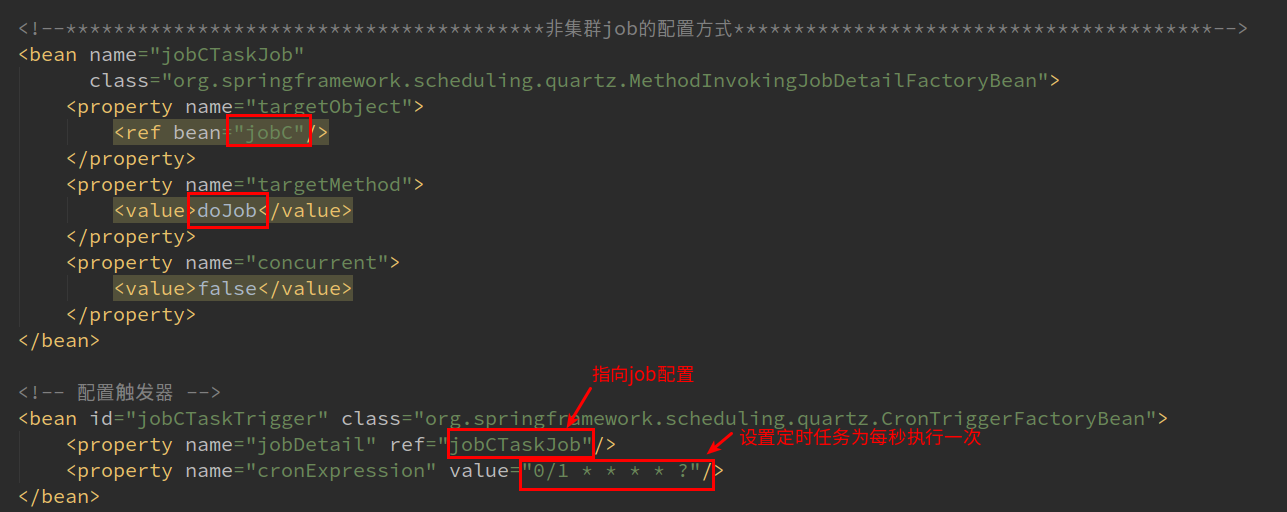 <!--****************************************非集群job的配置方式****************************************-->
<bean name="jobCTaskJob"
class="org.springframework.scheduling.quartz.MethodInvokingJobDetailFactoryBean">
<property name="targetObject">
<ref bean="jobC"/>
</property>
<property name="targetMethod">
<value>doJob</value>
</property>
<property name="concurrent">
<value>false</value>
</property>
</bean>
指向job配置
<!-- 配置触发器 -->
<bean id="jobCTaskTrigger" class="org.springframework.scheduling.quartz.CronTriggerFactoryBean">
<property name="jobDetail" ref="jobCTaskJob"/>
设置定时任务为每秒执行一次
<property name="cronExpression" value="0/1 * * * * ?"/>
</bean>